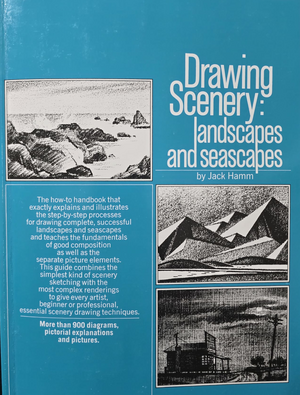 Drawing
Scenery:
landscapes
and seascapes
by Jack Hamm
The how-to handbook that
exactly explains and illustrates
the step-by-step processes
for drawing complete, successful
landscapes and seascapes
and teaches the fundamentals
of good composition
as well as the
separate picture elements.
This guide combines the
simplest kind of scenery
sketching with the
most complex renderings
to give every artist,
beginner or professional,
essential scenery drawing techniques.
More than 900 diagrams,
pictorial explanations
and pictures.